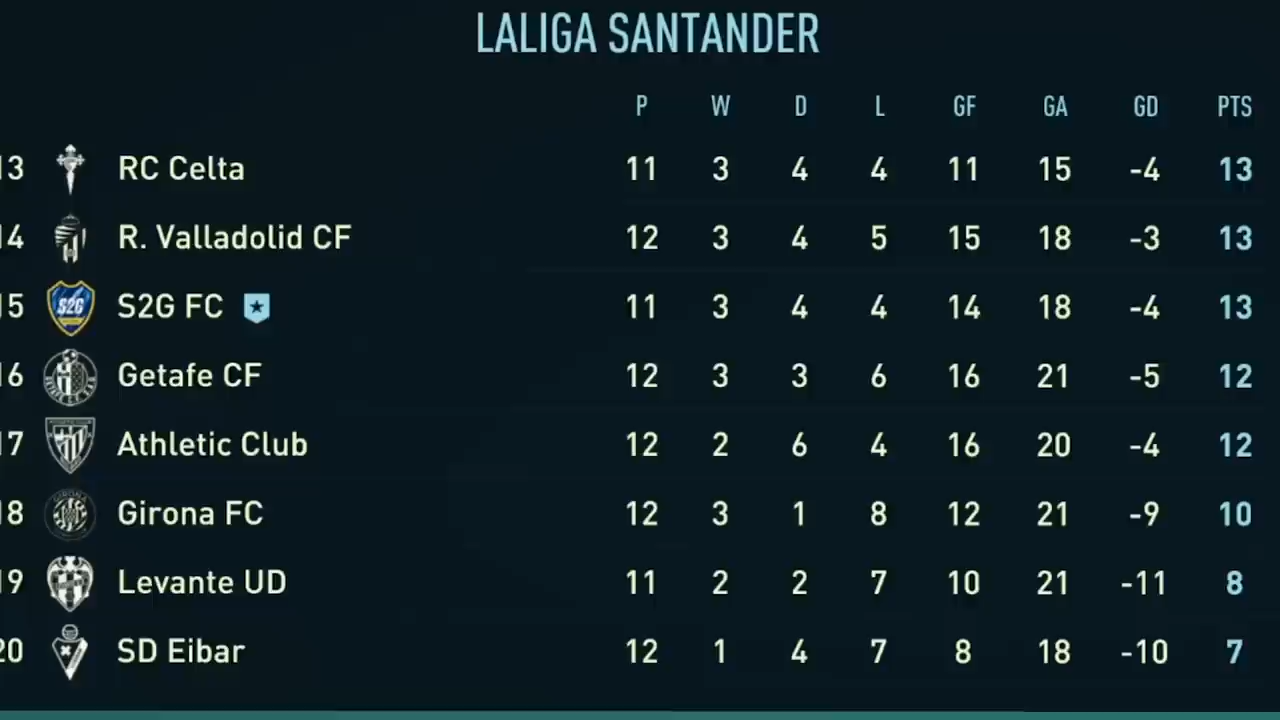 LALIGA SANTANDER
P W D L GF GA GD PTS
13 RC Celta 11 3 4 4 11 15 -4 13
14 R. Valladolid CF 12 3 4 5 15 18 -3 13
15 S2G S2G FC 11 3 4 4 14 18 -4 13
16 Getafe CF 12 3 3 6 16 21 -5 12
17 Athletic Club 12 2 6 4 16 20 -4 12
18 Girona FC 12 3 1 8 12 21 -9 10
19 Levante UD 11 2 2 7 10 21 -11 8
20 SD Eibar 12 1 4 7 8 18 -10 7